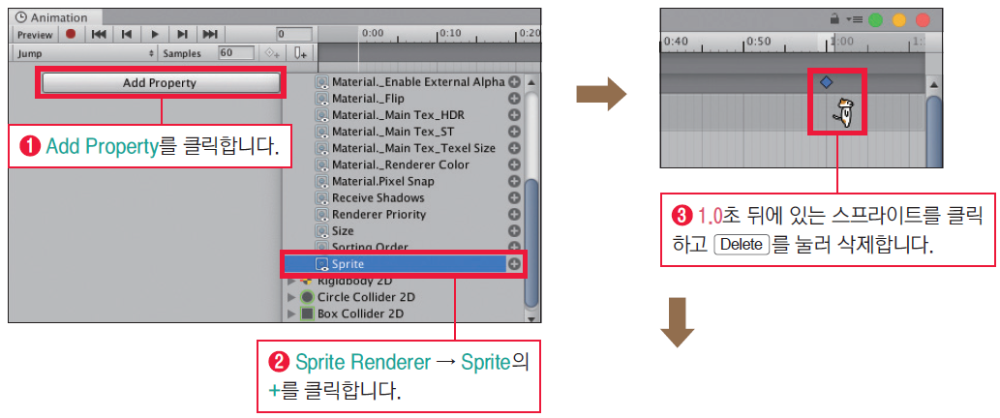 Animation
Preview 0 0:00 0:10 0:20
Jump Samples 60
Add Property
Material._Enable External Alpha
Material._Flip
Material._Main Tex_HDR
Material._Main Tex_ST
Material._Main Tex_Texel Size
Material._Renderer Color
Material.Pixel Snap
Receive Shadows
Renderer Priority
Size
Sorting Order
Sprite
Rigidbody 2D
Circle Collider 2D
Box Collider 2D
❶ Add Property를 클릭합니다.
❷ Sprite Renderer → Sprite의
+를 클릭합니다.
0:40 0:50 1:00 1:
❸ 1.0초 뒤에 있는 스프라이트를 클릭
하고 Delete 를 눌러 삭제합니다.